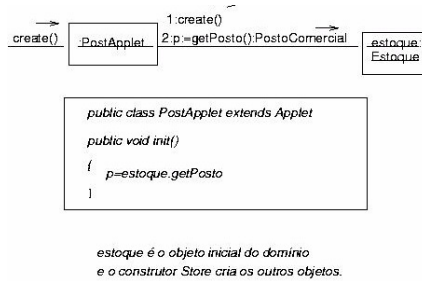 1:create()
create() :PostApplet 2:p:=getPosto():PostoComercial estoque:
Estoque
public class PostApplet extends Applet
public void init()
{
p=estoque.getPosto
}
estoque é o objeto inicial do domínio
e o construtor Store cria os outros objetos.